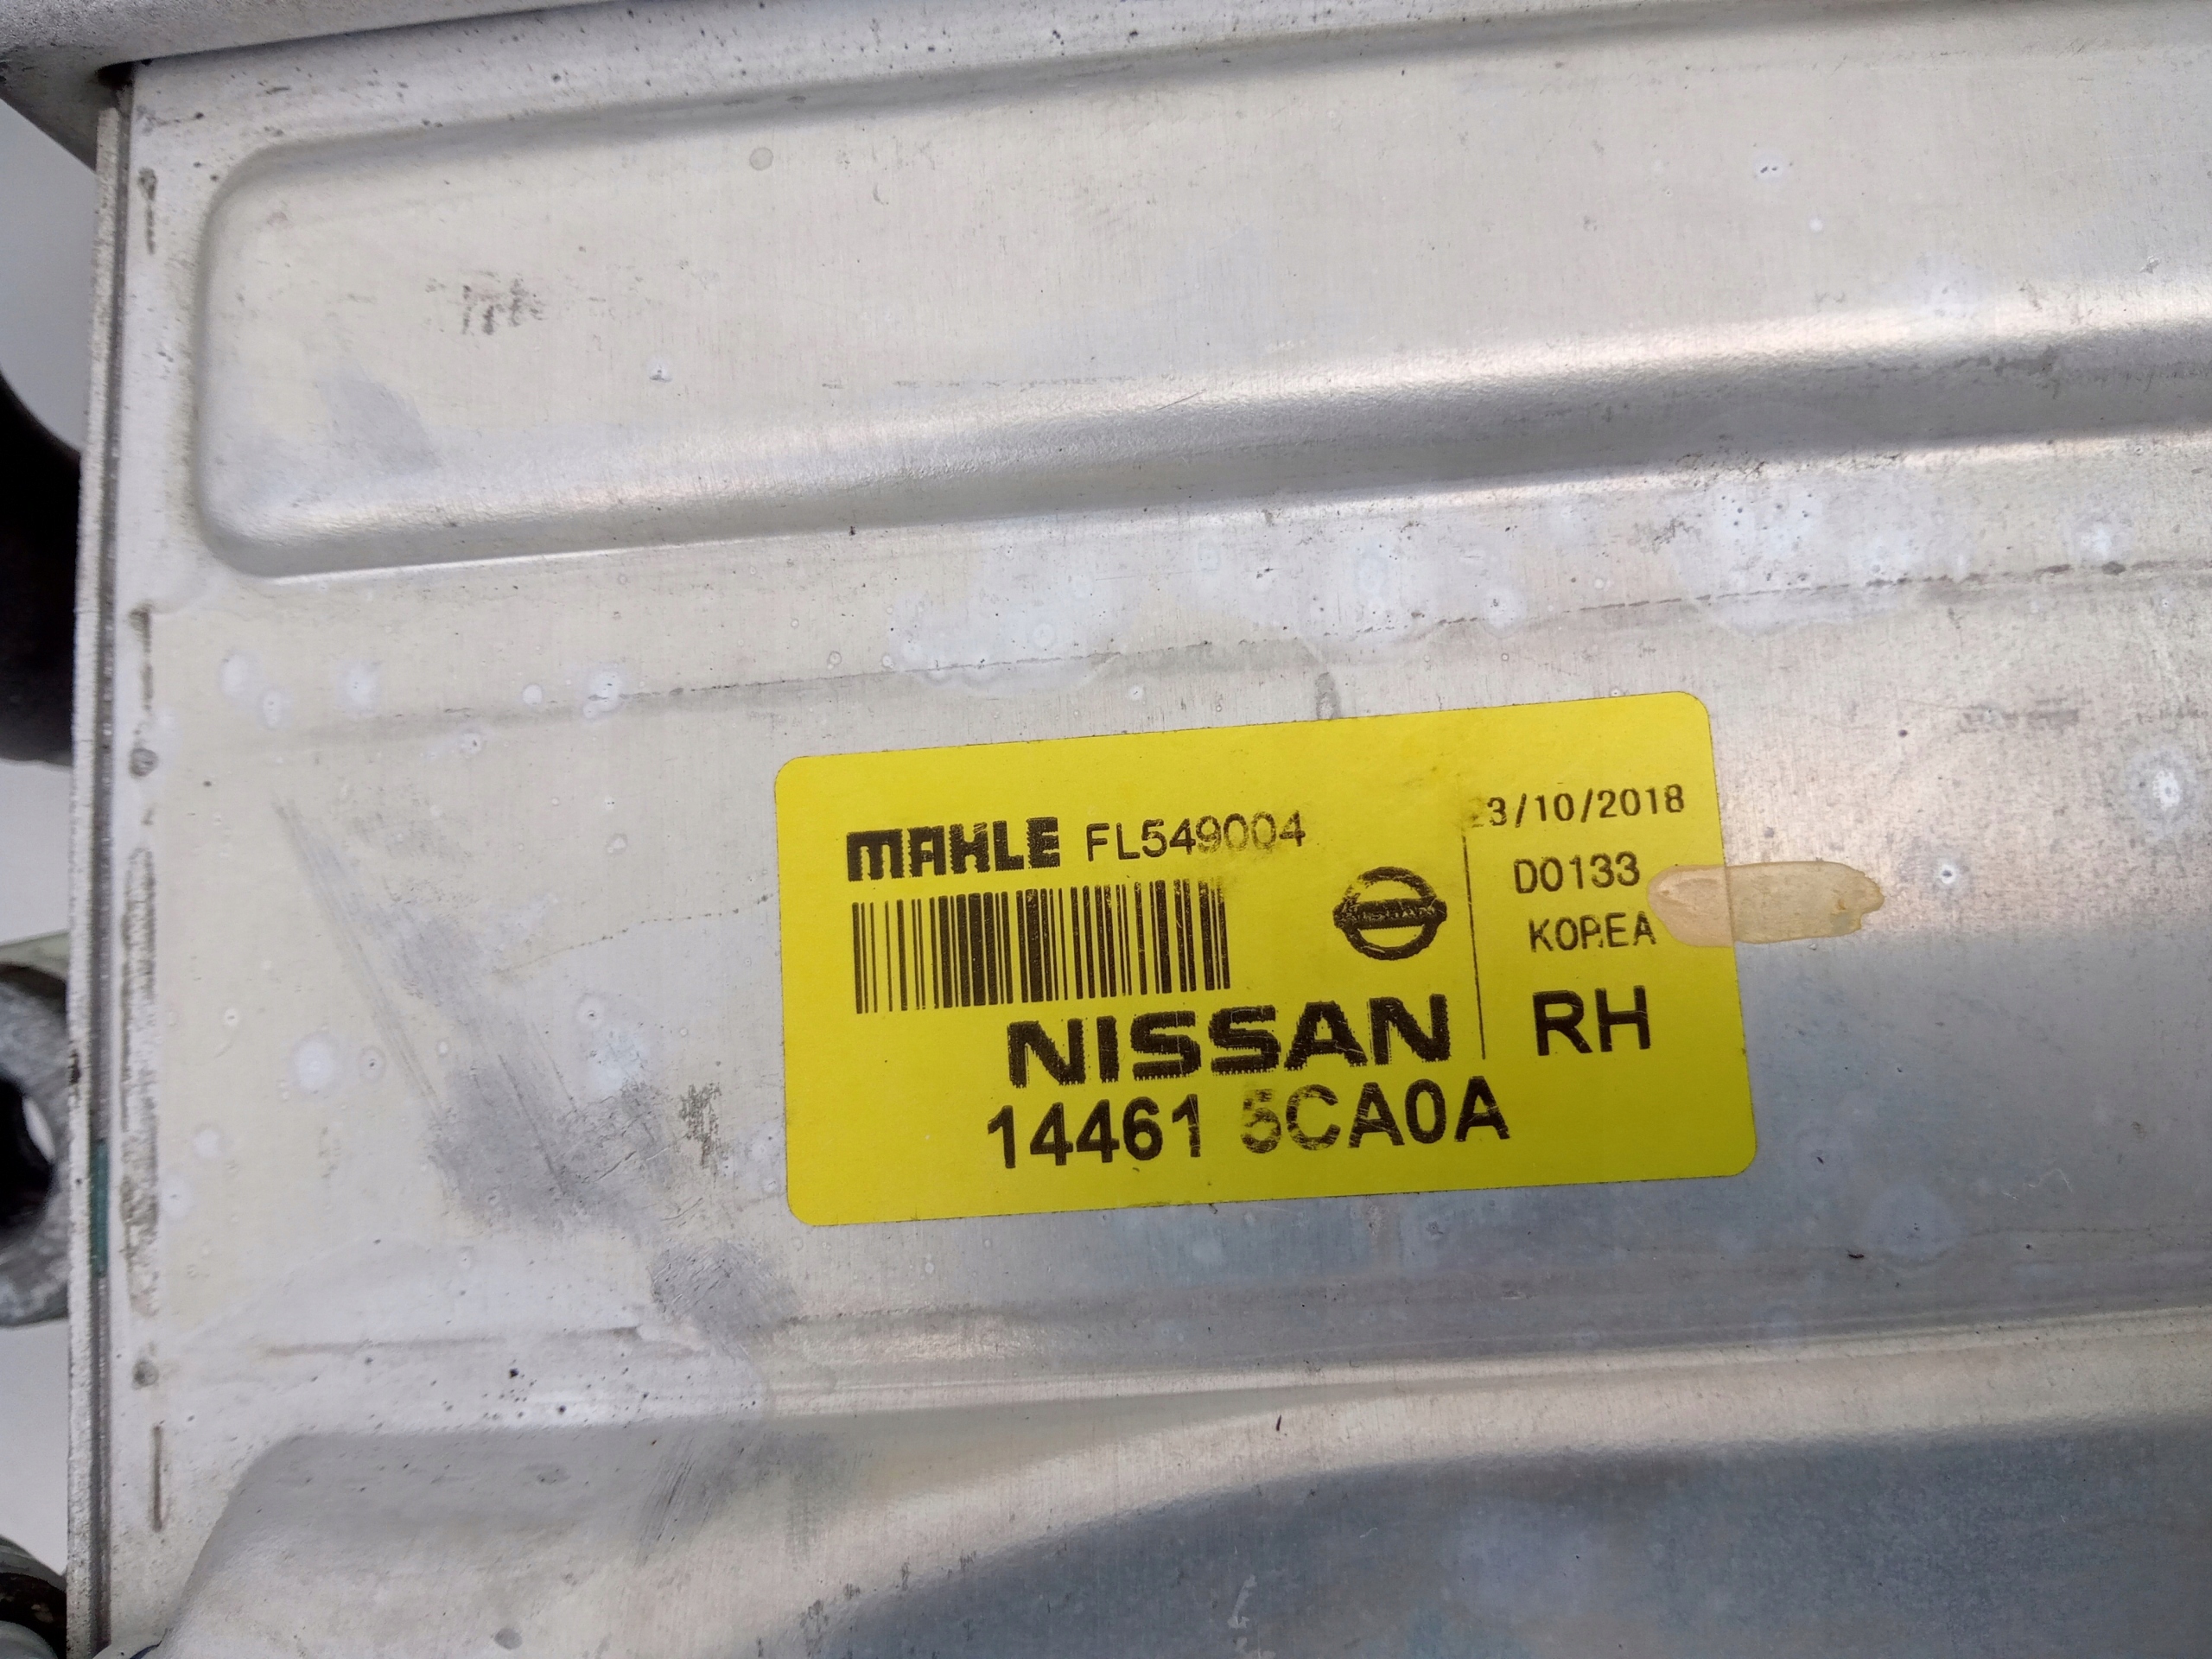 MAHLE FL549004
23/10/2018
D0133
KOREA
NISSAN
RH
14461 5CA0A